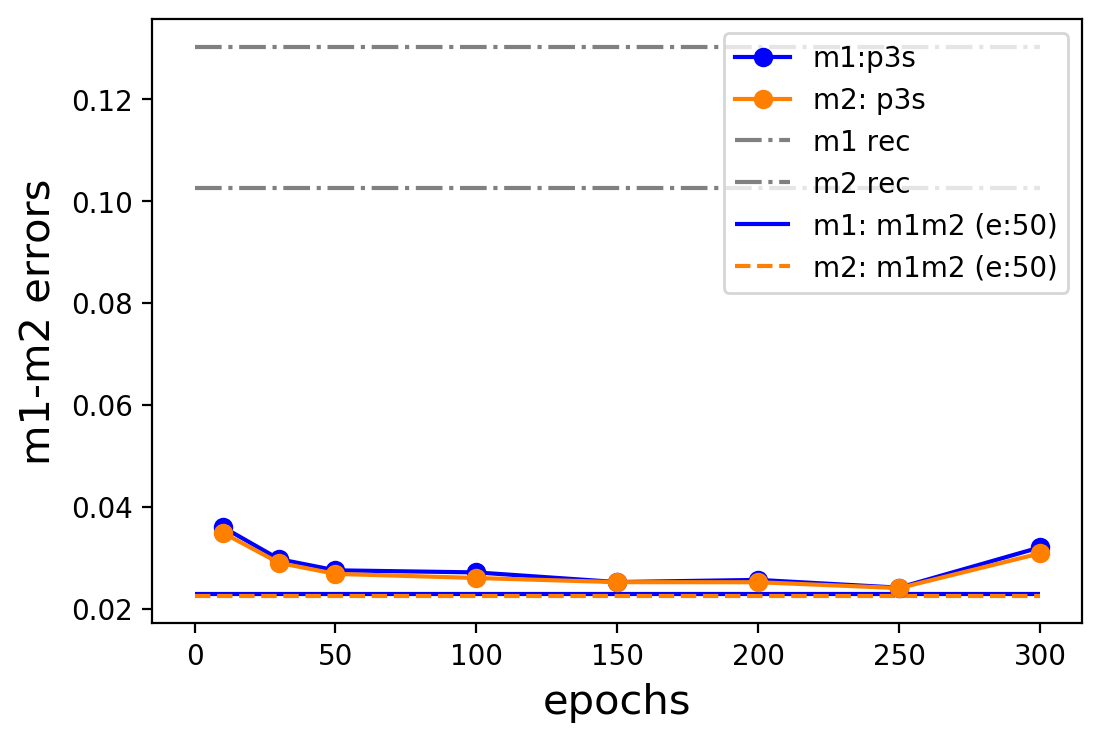 m1-m2 errors
0.12
0.10
0.08
0.06
0.04
0.02
m1:p3s
m2: p3s
m1 rec
m2 rec
m1: m1m2 (e:50)
m2: m1m2 (e:50)
0 50 100 150 200 250 300
epochs